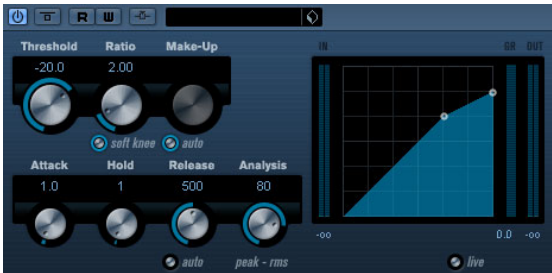 R W
Threshold Ratio Make-Up IN GR OUT
-20.0 2.00
soft knee auto
Attack Hold Release Analysis
1.0 1 500 80
-oo 0.0 -oo
auto peak - rms live